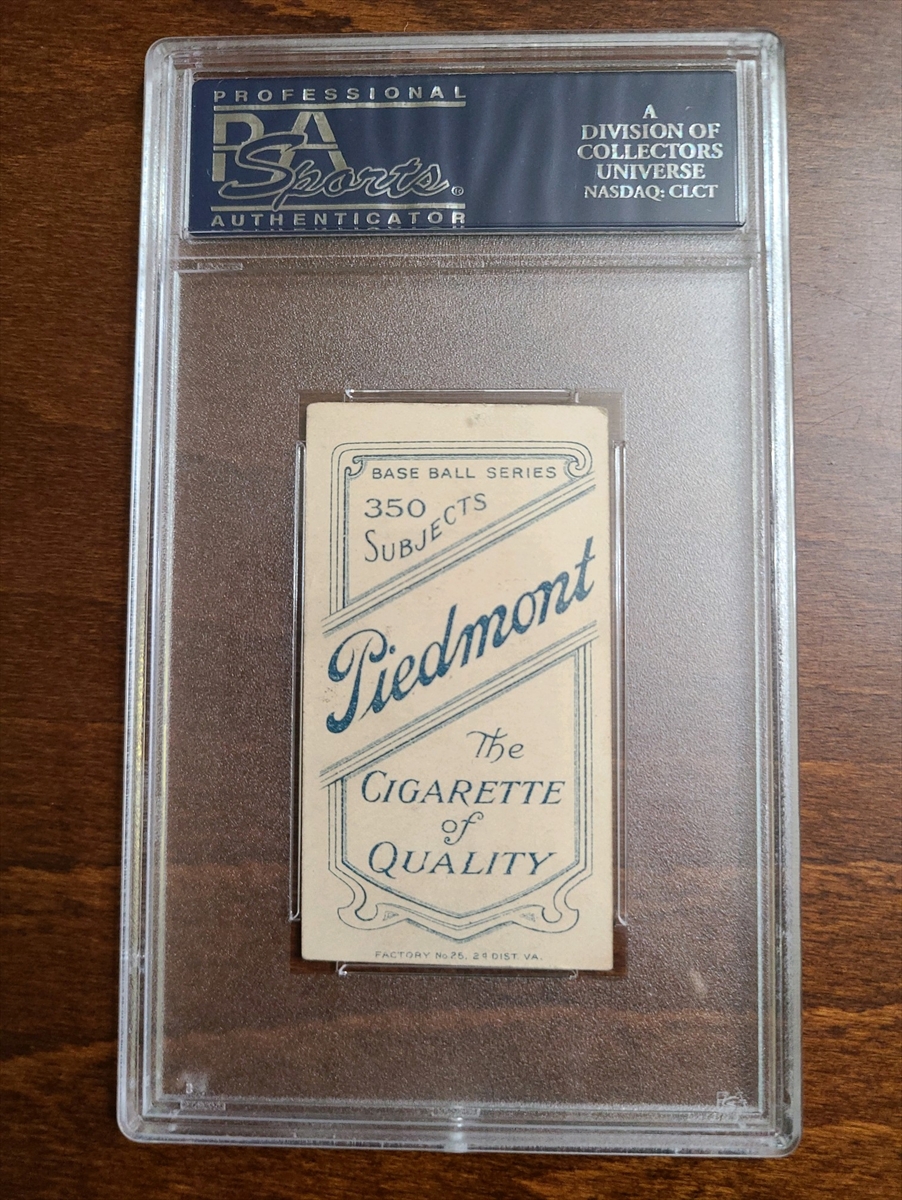 PROFESSIONAL
PSA
Sports®
AUTHENTICATOR
A
DIVISION OF
COLLECTORS
UNIVERSE
NASDAQ: CLCT
BASE BALL SERIES
350
SUBJECTS
Piedmont
The
CIGARETTE
of
QUALITY
FACTORY No 25, 2d DIST. VA.